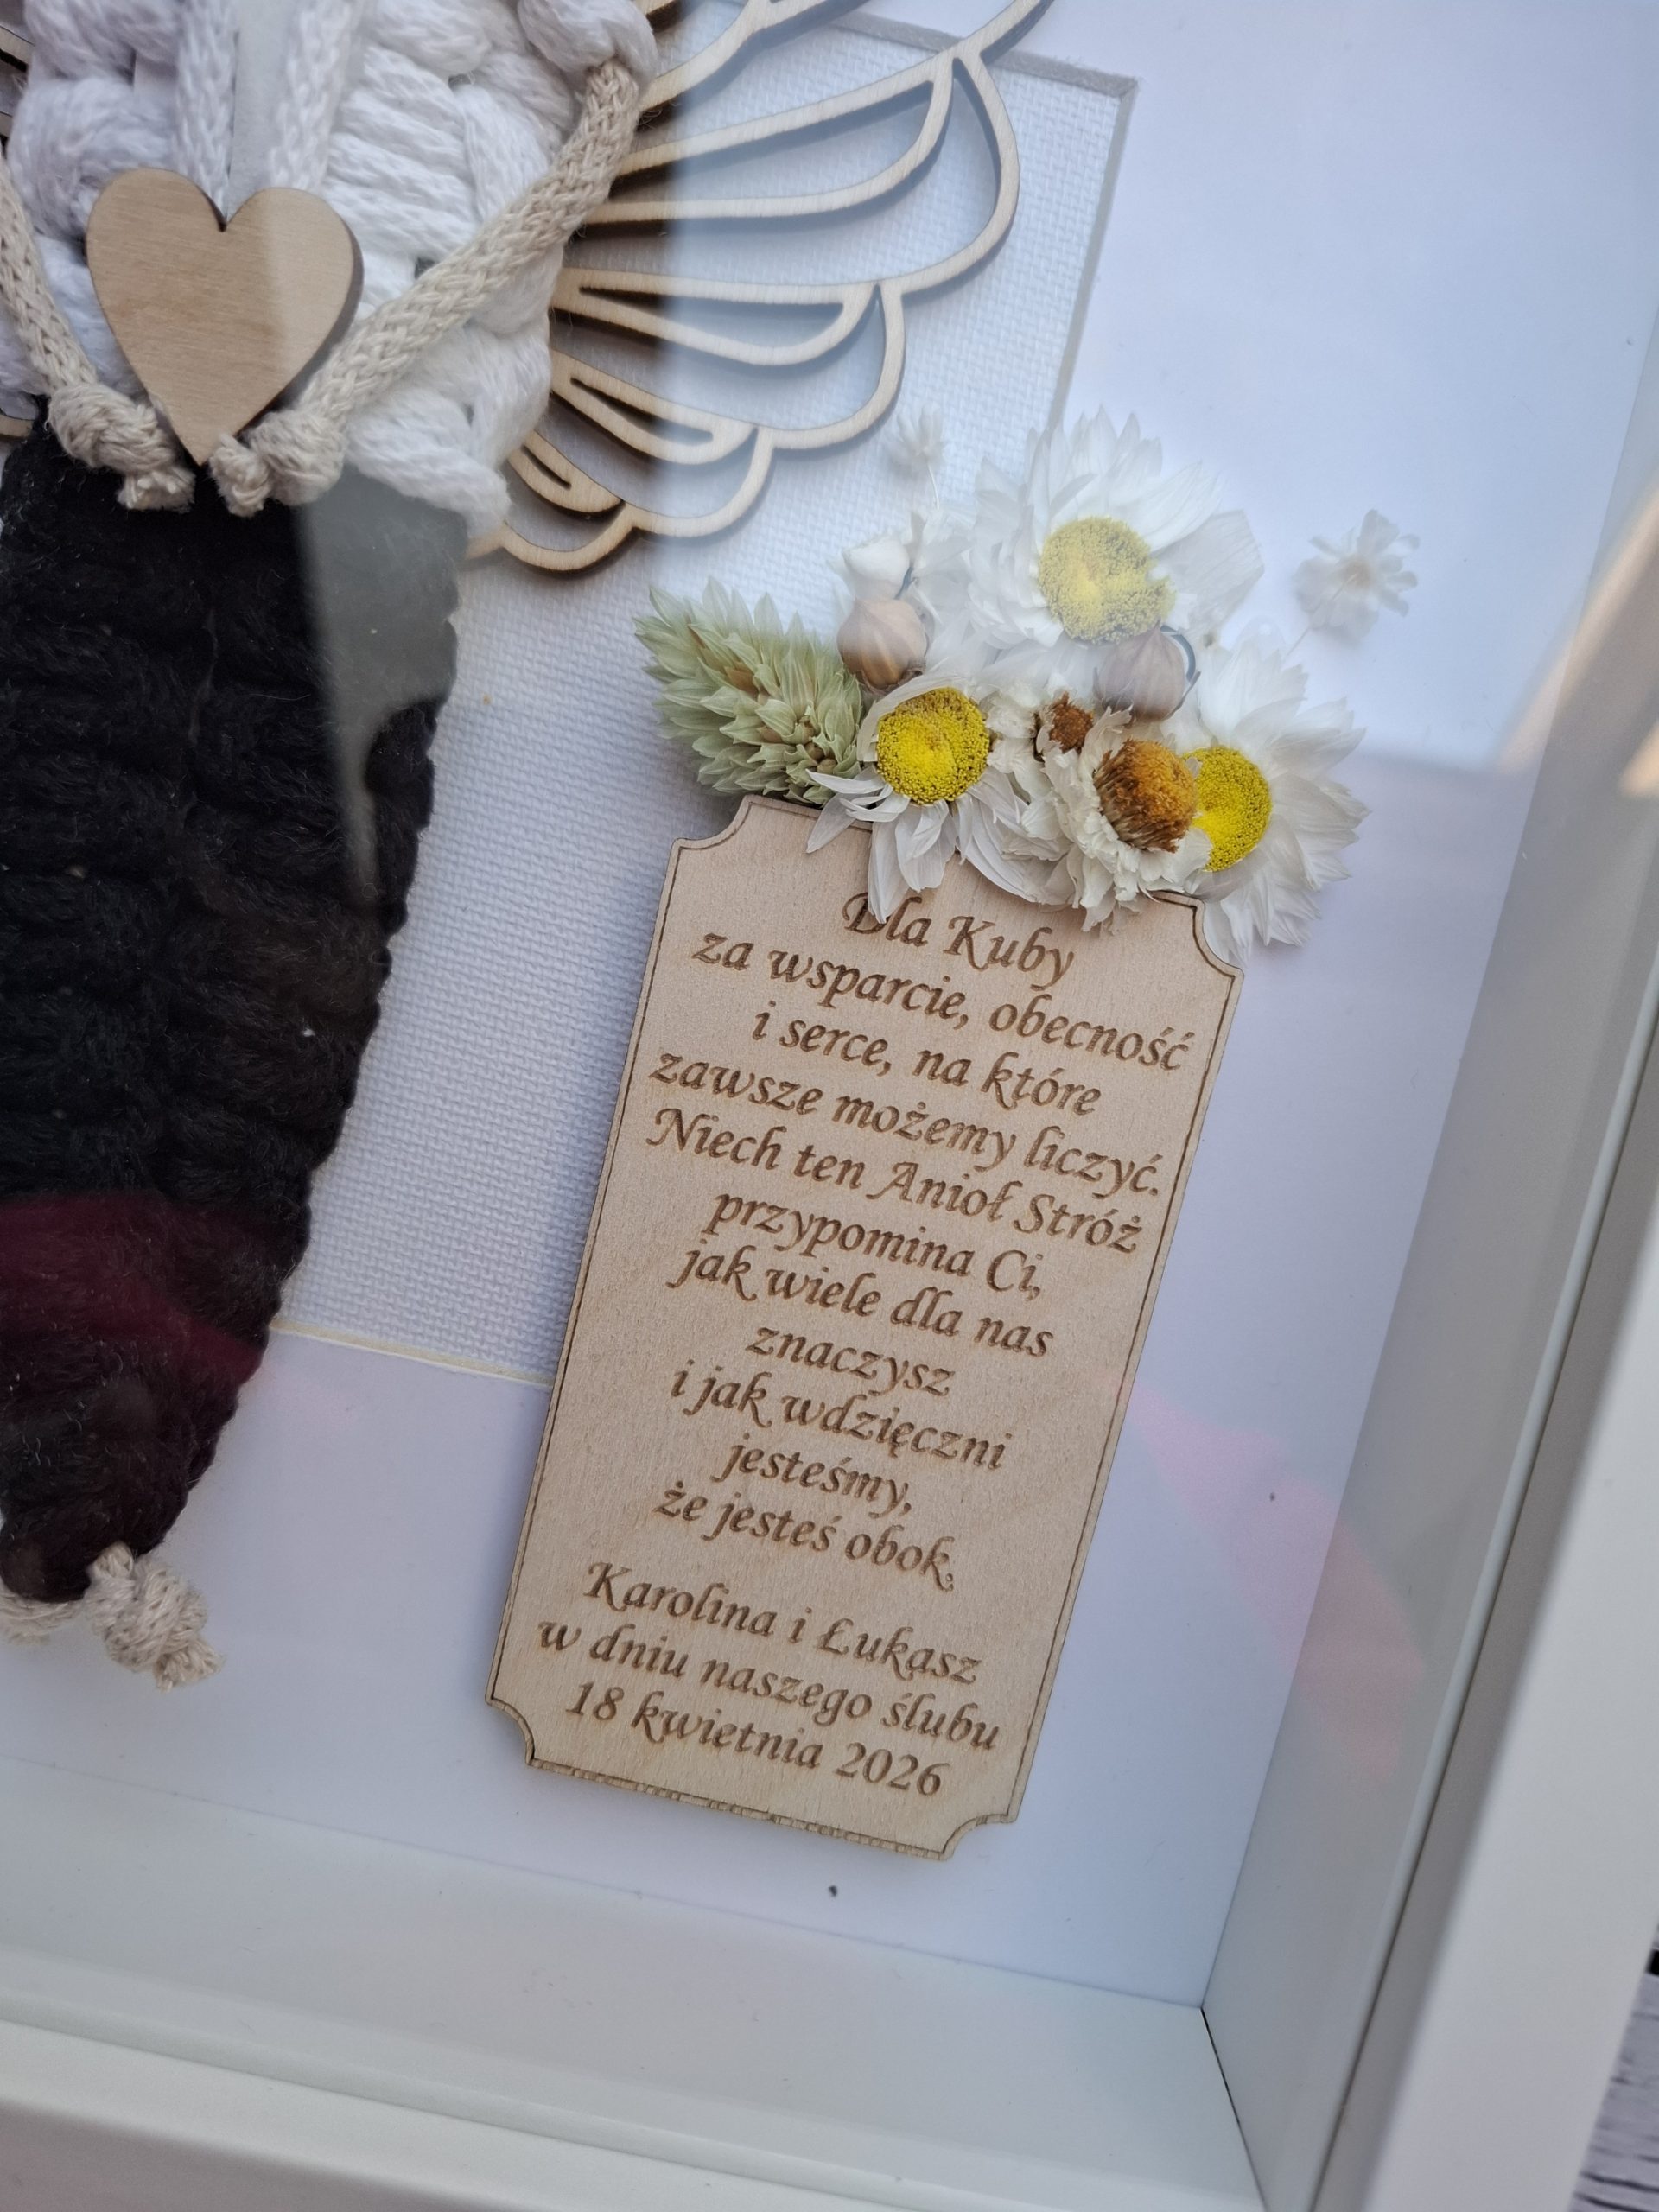 Dla Kuby
za wsparcie, obecność
i serce, na które
zawsze możemy liczyć.
Niech ten Anioł Stróż
przypomina Ci,
jak wiele dla nas
znaczysz
i jak wdzięczni
jesteśmy,
że jesteś obok.
Karolina i Łukasz
w dniu naszego ślubu
18 kwietnia 2026